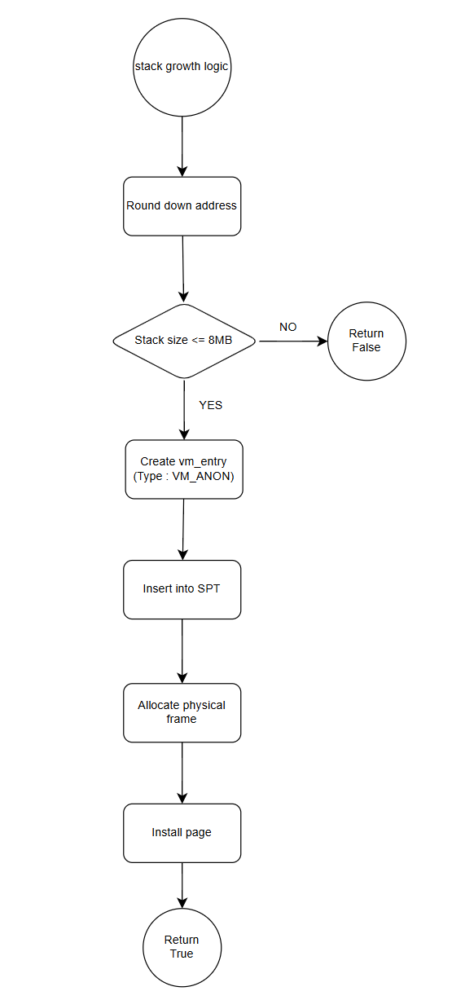 stack growth logic
Round down address
Stack size <= 8MB
NO
Return
False
YES
Create vm_entry
(Type : VM_ANON)
Insert into SPT
Allocate physical
frame
Install page
Return
True